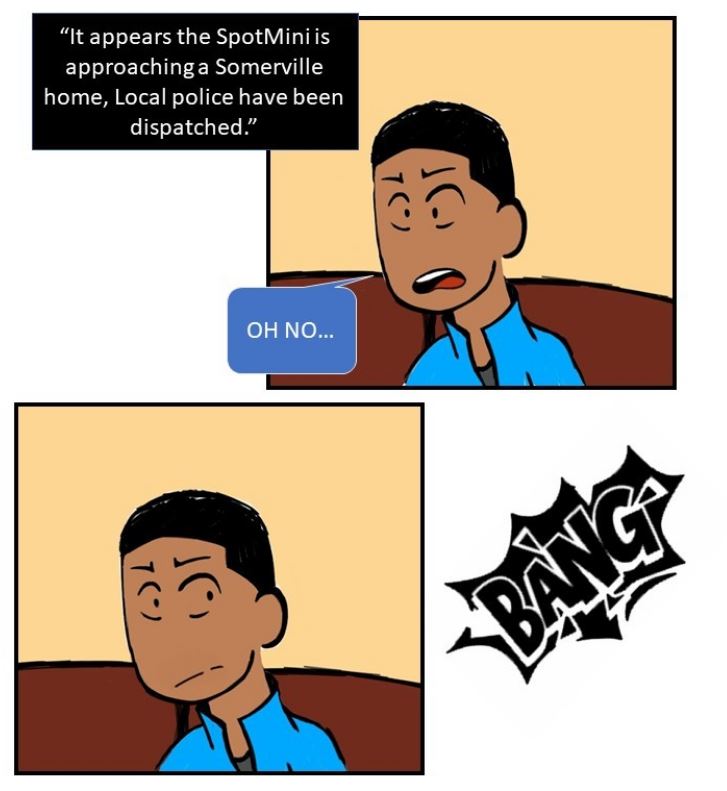 “It appears the SpotMini is
approaching a Somerville
home, Local police have been
dispatched.”
OH NO...
BANG